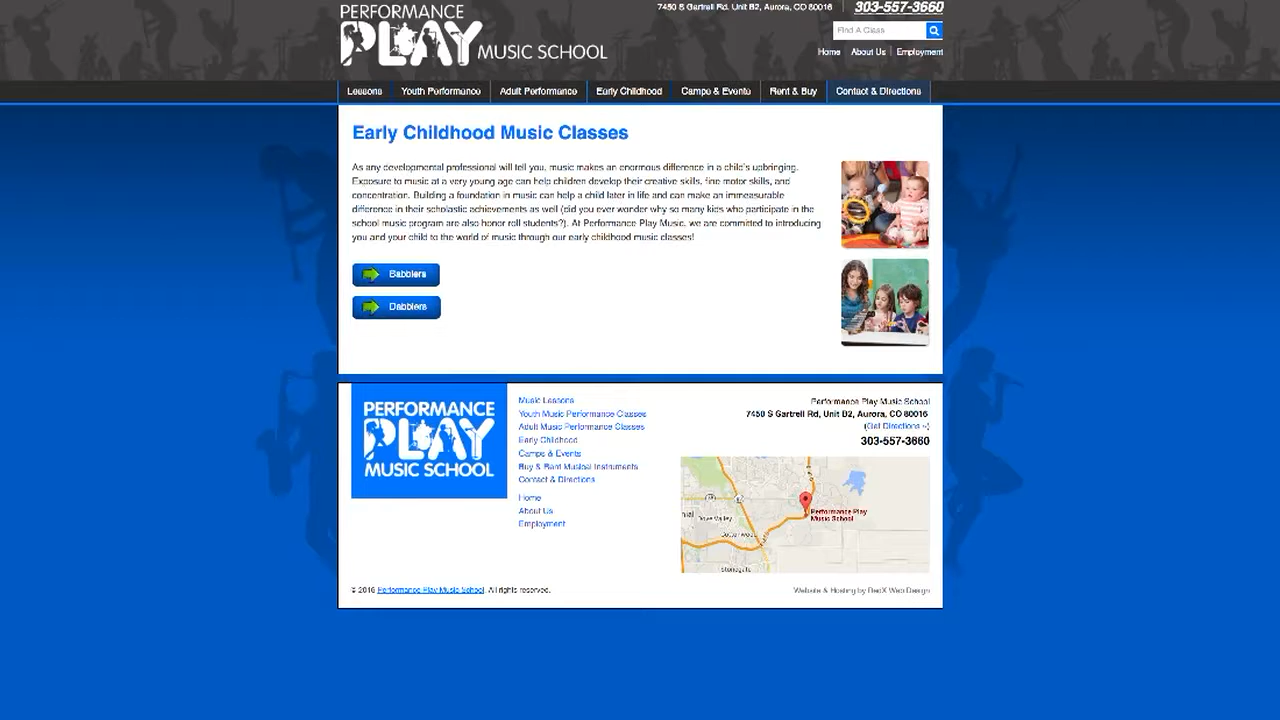 PERFORMANCE
PLAY MUSIC SCHOOL
7450 S Gartrell Rd. Unit B2, Aurora, CO 80016
303-557-3660
Find A Class
Home About Us Employment
Lessons Youth Performance Adult Performance Early Childhood Camps & Events Rent & Buy Contact & Directions
Early Childhood Music Classes
As any developmental professional will tell you, music makes an enormous difference in a child's upbringing.
Exposure to music at a very young age can help children develop their creative skills, fine motor skills, and
concentration. Building a foundation in music can help a child later in life and can make an immeasurable
difference in their scholastic achievements as well (did you ever wonder why so many kids who participate in the
school music program are also honor roll students?). At Performance Play Music, we are committed to introducing
you and your child to the world of music through our early childhood music classes!
Babblers
Dabblers
PERFORMANCE
PLAY
MUSIC SCHOOL
Music Lessons
Youth Music Performance Classes
Adult Music Performance Classes
Early Childhood
Camps & Events
Buy & Rent Musical Instruments
Contact & Directions
Home
About Us
Employment
Performance Play Music School
7450 S Gartrell Rd, Unit B2, Aurora, CO 80016
(Get Directions »)
303-557-3660
nial
Dove Valley
Cottonwood
Stonegate
Performance Play
Music School
© 2016 Performance Play Music School. All rights reserved.
Website & Hosting by RedX Web Design